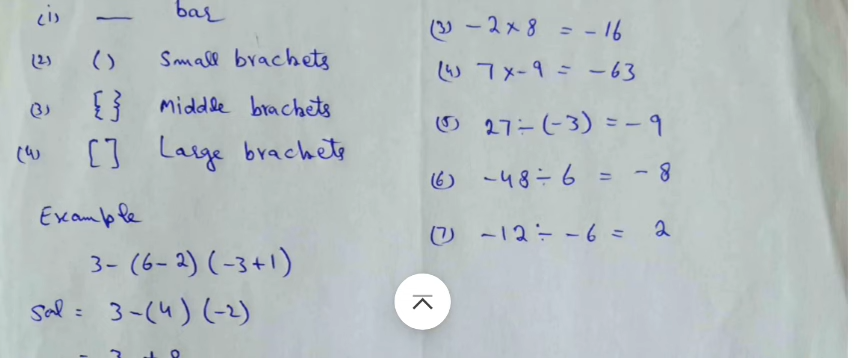 (1) — bar
(2) ( ) Small brackets
(3) { } Middle brackets
(4) [ ] Large brackets
Example
3 - (6-2) (-3+1)
Sol = 3 - (4) (-2)
= 3 + 8
(3) -2 × 8 = -16
(4) 7 × -9 = -63
(5) 27 ÷ (-3) = -9
(6) -48 ÷ 6 = -8
(7) -12 ÷ -6 = 2